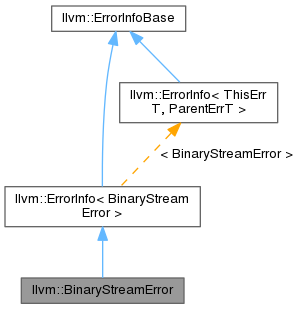 llvm::ErrorInfoBase
llvm::ErrorInfo< ThisErr
T, ParentErrT >
< BinaryStreamError >
llvm::ErrorInfo< BinaryStream
Error >
llvm::BinaryStreamError